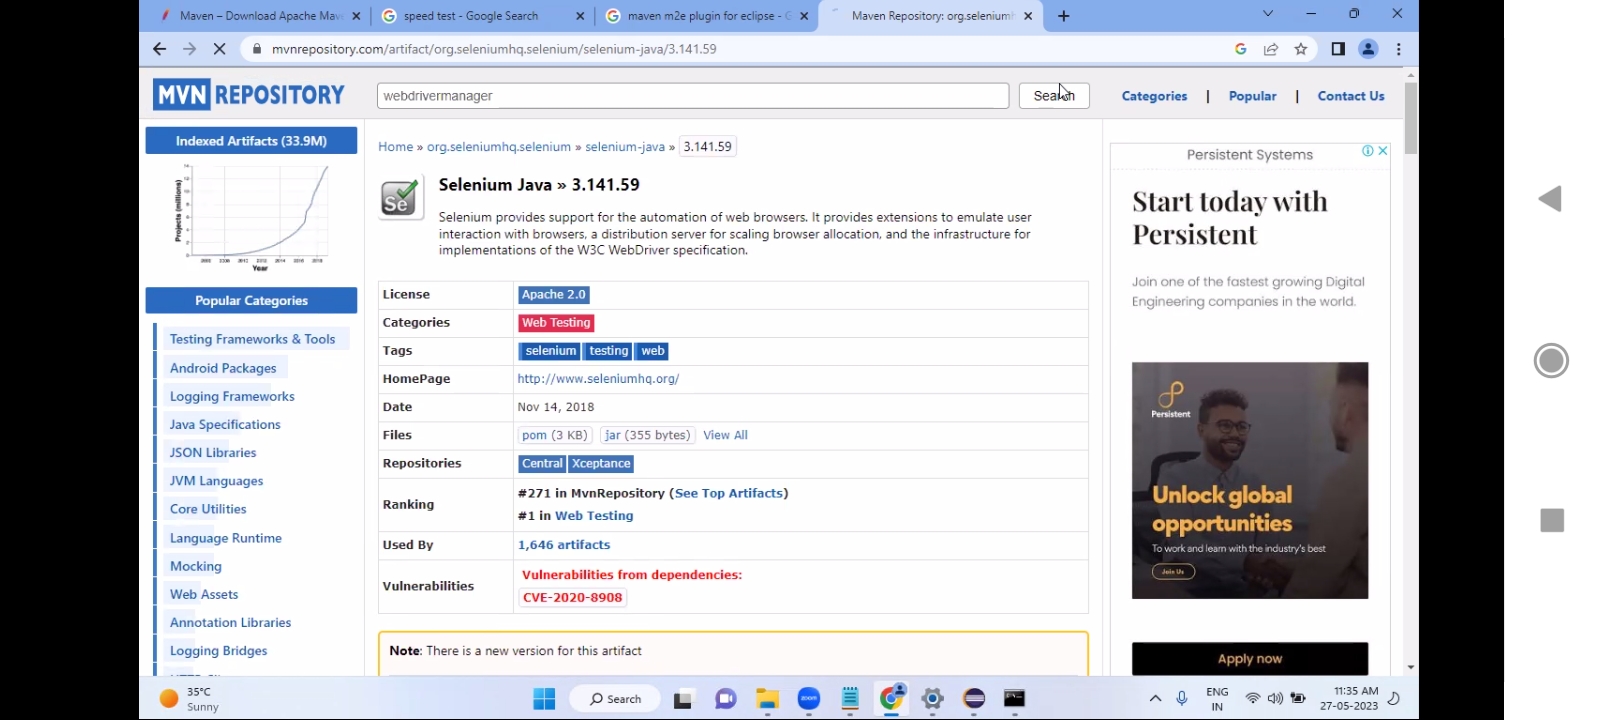 Maven – Download Apache Mav
speed test - Google Search
maven m2e plugin for eclipse - G
Maven Repository: org.seleniumh
mvnrepository.com/artifact/org.seleniumhq.selenium/selenium-java/3.141.59
MVN REPOSITORY
webdrivermanager
Search
Categories | Popular | Contact Us
Indexed Artifacts (33.9M)
Projects (millions)
Year
Popular Categories
Testing Frameworks & Tools
Android Packages
Logging Frameworks
Java Specifications
JSON Libraries
JVM Languages
Core Utilities
Language Runtime
Mocking
Web Assets
Annotation Libraries
Logging Bridges
Home » org.seleniumhq.selenium » selenium-java » 3.141.59
Se
Selenium Java » 3.141.59
Selenium provides support for the automation of web browsers. It provides extensions to emulate user
interaction with browsers, a distribution server for scaling browser allocation, and the infrastructure for
implementations of the W3C WebDriver specification.
License Apache 2.0
Categories Web Testing
Tags selenium testing web
HomePage http://www.seleniumhq.org/
Date Nov 14, 2018
Files pom (3 KB) jar (355 bytes) View All
Repositories Central Xceptance
Ranking #271 in MvnRepository (See Top Artifacts)
#1 in Web Testing
Used By 1,646 artifacts
Vulnerabilities Vulnerabilities from dependencies:
CVE-2020-8908
Note: There is a new version for this artifact
Persistent Systems
Start today with
Persistent
Join one of the fastest growing Digital
Engineering companies in the world.
Persistent
Unlock global
opportunities
To work and learn with the industry's best
Join Us
Apply now
35°C
Sunny
Search
zoom
ENG
IN
11:35 AM
27-05-2023